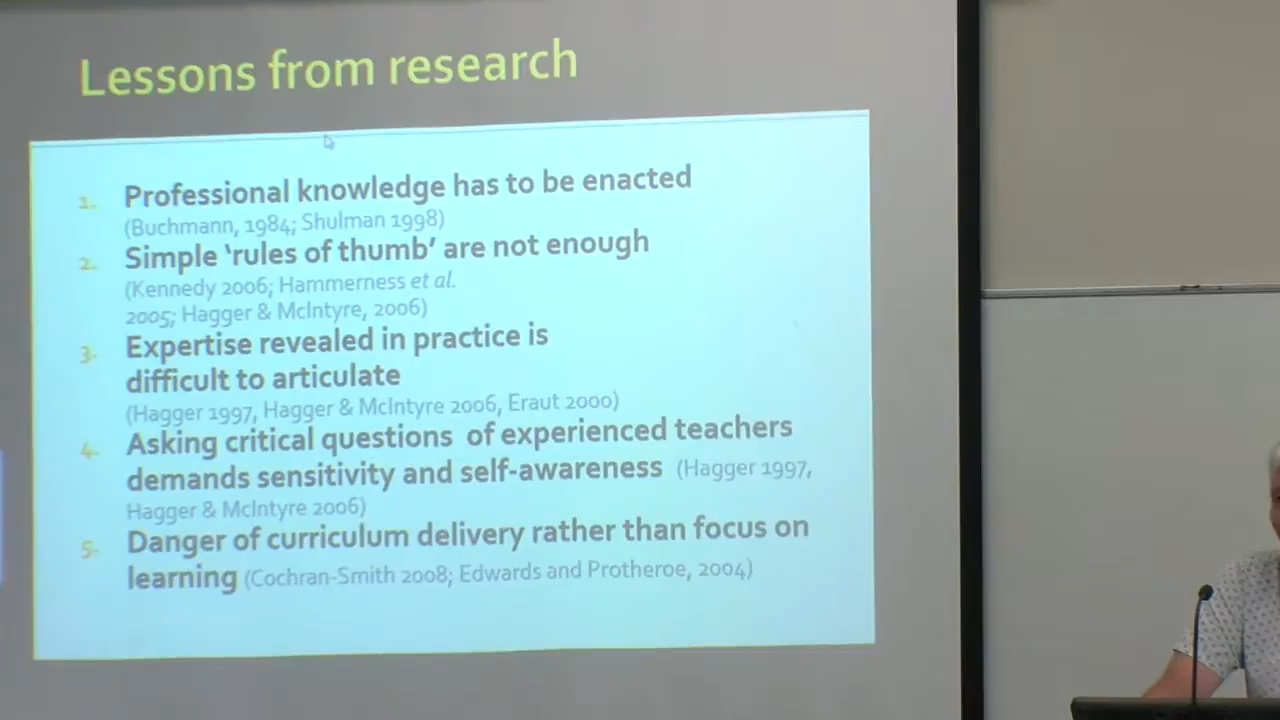 Lessons from research
1. Professional knowledge has to be enacted
(Buchmann, 1984; Shulman 1998)
2. Simple ‘rules of thumb’ are not enough
(Kennedy 2006; Hammerness et al.
2005; Hagger & McIntyre, 2006)
3. Expertise revealed in practice is
difficult to articulate
(Hagger 1997, Hagger & McIntyre 2006, Eraut 2000)
4. Asking critical questions of experienced teachers
demands sensitivity and self-awareness (Hagger 1997,
Hagger & McIntyre 2006)
5. Danger of curriculum delivery rather than focus on
learning (Cochran-Smith 2008; Edwards and Protheroe, 2004)